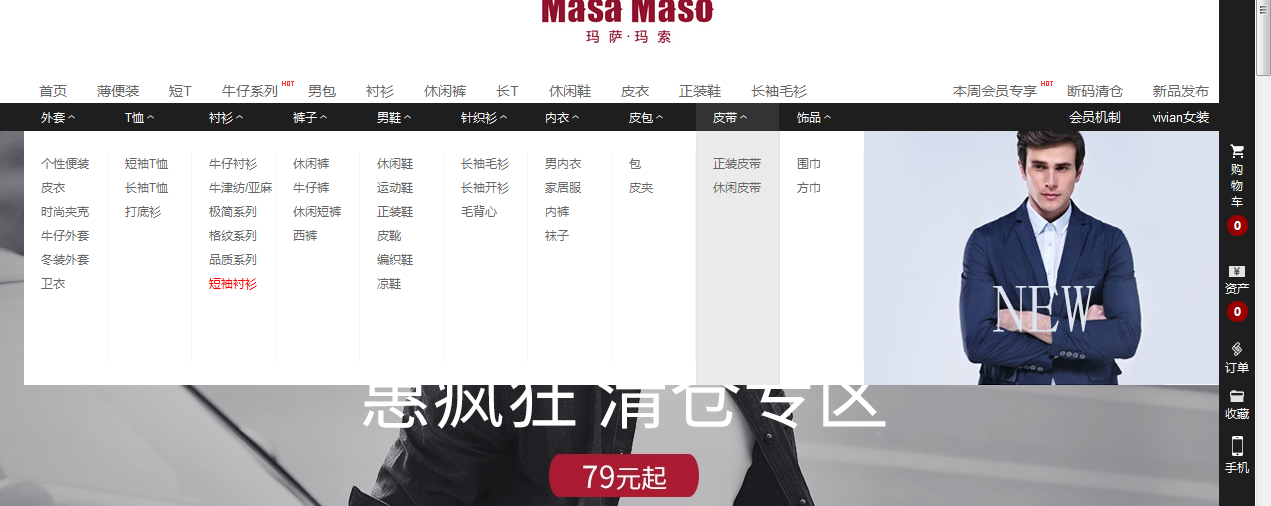 Masa Maso
玛萨·玛索
首页 薄便装 短T 牛仔系列 HOT 男包 衬衫 休闲裤 长T 休闲鞋 皮衣 正装鞋 长袖毛衫 本周会员专享 HOT 断码清仓 新品发布
外套 T恤 衬衫 裤子 男鞋 针织衫 内衣 皮包 皮带 饰品 会员机制 vivian女装
个性便装 短袖T恤 牛仔衬衫 休闲裤 休闲鞋 长袖毛衫 男内衣 包 正装皮带 围巾
皮衣 长袖T恤 牛津纺/亚麻 牛仔裤 运动鞋 长袖开衫 家居服 皮夹 休闲皮带 方巾
时尚夹克 打底衫 极简系列 休闲短裤 正装鞋 毛背心 内裤
牛仔外套 格纹系列 西裤 皮靴 袜子
冬装外套 品质系列 编织鞋
卫衣 短袖衬衫 凉鞋
NEW
惠疯狂 清仓专区
79元起
购
物
车
0
¥
资产
0
订单
收藏
手机